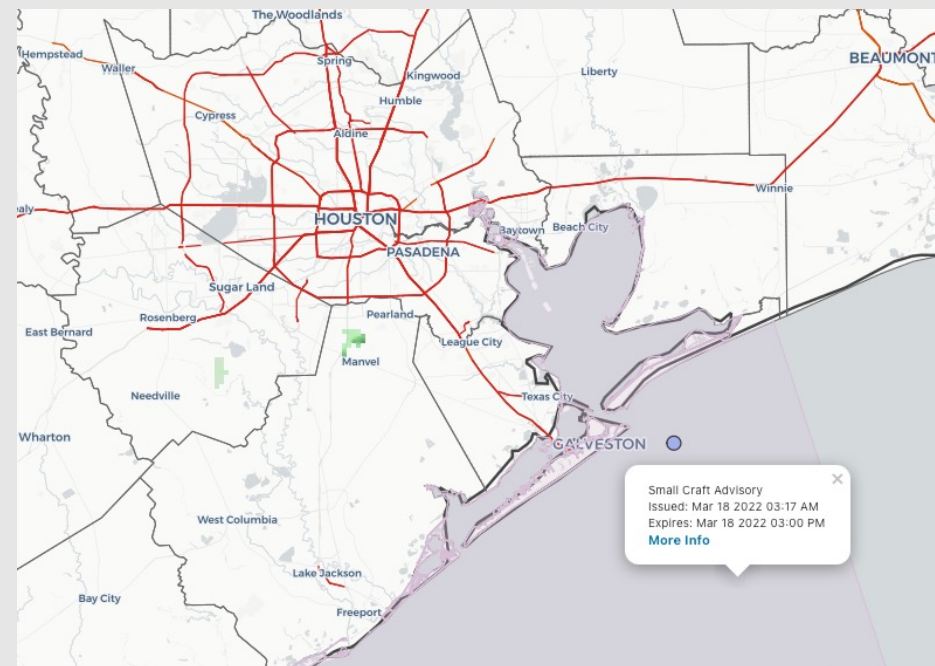 The Woodlands
Hempstead
Waller
Spring
Kingwood
Liberty
BEAUMONT
Cypress
Humble
Aldine
Winnie
aly
HOUSTON
Baytown
Beach City
PASADENA
Sugar Land
Rosenberg
Pearland
East Bernard
League City
Manvel
Needville
Texas City
Wharton
GALVESTON
Small Craft Advisory
Issued: Mar 18 2022 03:17 AM
Expires: Mar 18 2022 03:00 PM
More Info
West Columbia
Lake Jackson
Bay City
Freeport